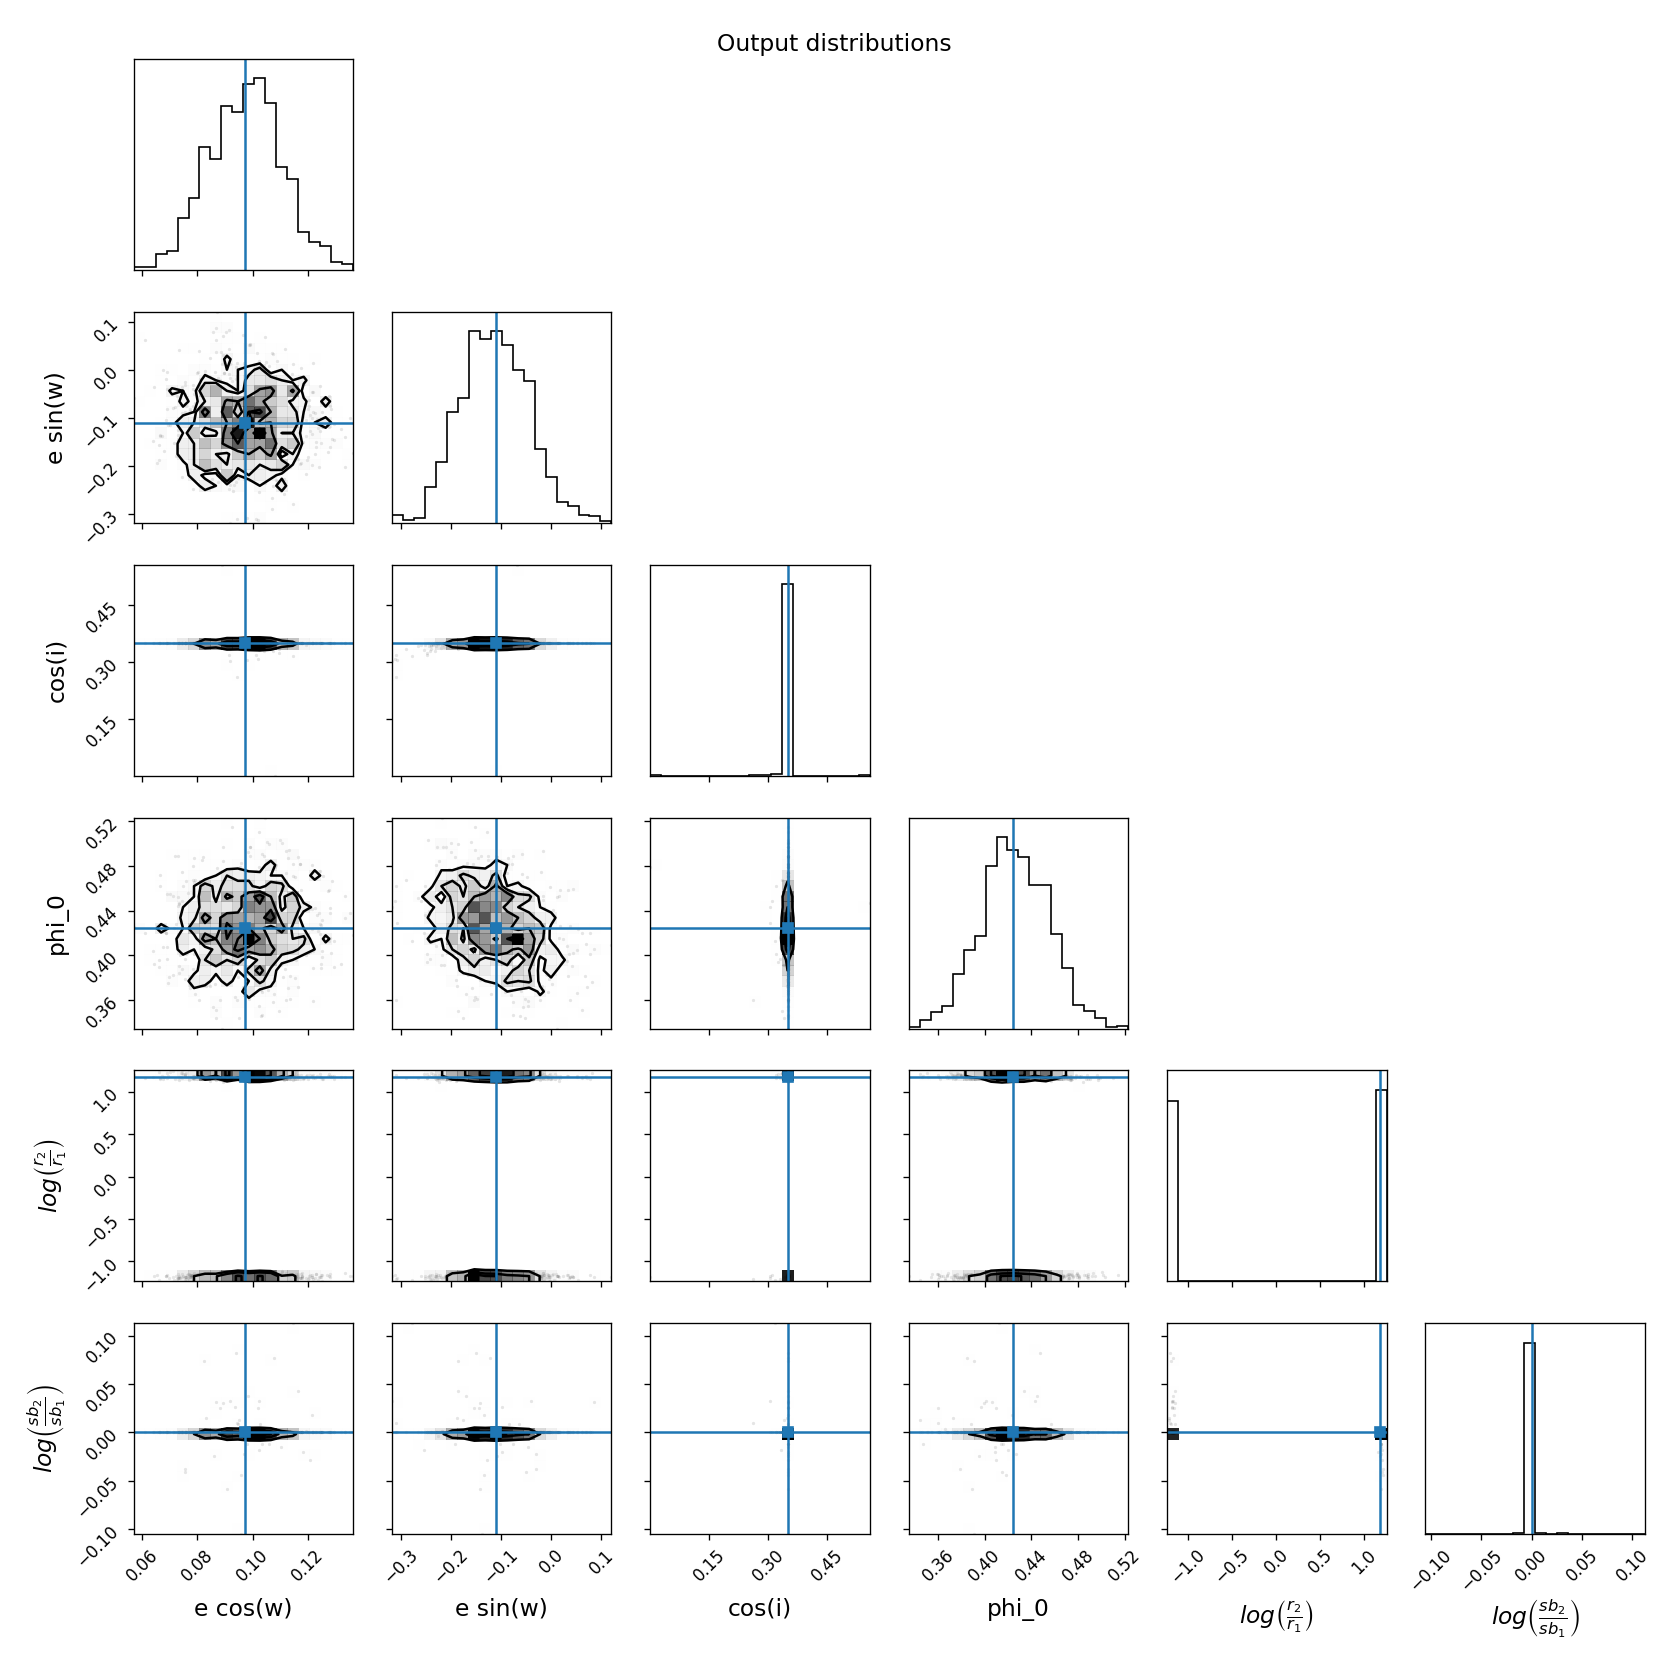 Output distributions
e sin(w)
0.1
0.0
−0.1
−0.2
−0.3
cos(i)
0.45
0.30
0.15
phi_0
0.52
0.48
0.44
0.40
0.36
log(r2/r1)
1.0
0.5
0.0
−0.5
−1.0
log(sb2/sb1)
0.10
0.05
0.00
−0.05
−0.10
0.06 0.08 0.10 0.12
−0.3 −0.2 −0.1 0.0 0.1
0.15 0.30 0.45
0.36 0.40 0.44 0.48 0.52
−1.0 −0.5 0.0 0.5 1.0
−0.10 −0.05 0.00 0.05 0.10
e cos(w) e sin(w) cos(i) phi_0 log(r2/r1) log(sb2/sb1)